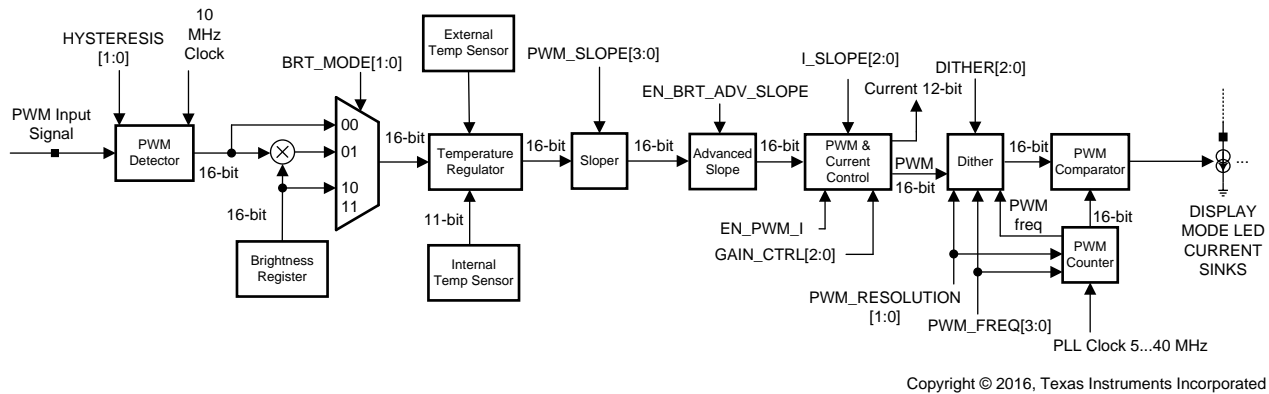 HYSTERESIS
[1:0]
10
MHz
Clock
PWM Input
Signal
PWM
Detector
16-bit
16-bit
Brightness
Register
BRT_MODE[1:0]
00
01
10
11
16-bit
External
Temp Sensor
Temperature
Regulator
11-bit
Internal
Temp Sensor
16-bit
PWM_SLOPE[3:0]
Sloper
16-bit
EN_BRT_ADV_SLOPE
Advanced
Slope
16-bit
I_SLOPE[2:0]
Current 12-bit
PWM &
Current
Control
PWM
16-bit
EN_PWM_I
GAIN_CTRL[2:0]
DITHER[2:0]
Dither
16-bit
PWM
Comparator
16-bit
PWM
freq
PWM
Counter
PWM_RESOLUTION
[1:0]
PWM_FREQ[3:0]
PLL Clock 5...40 MHz
...
DISPLAY
MODE LED
CURRENT
SINKS
Copyright © 2016, Texas Instruments Incorporated